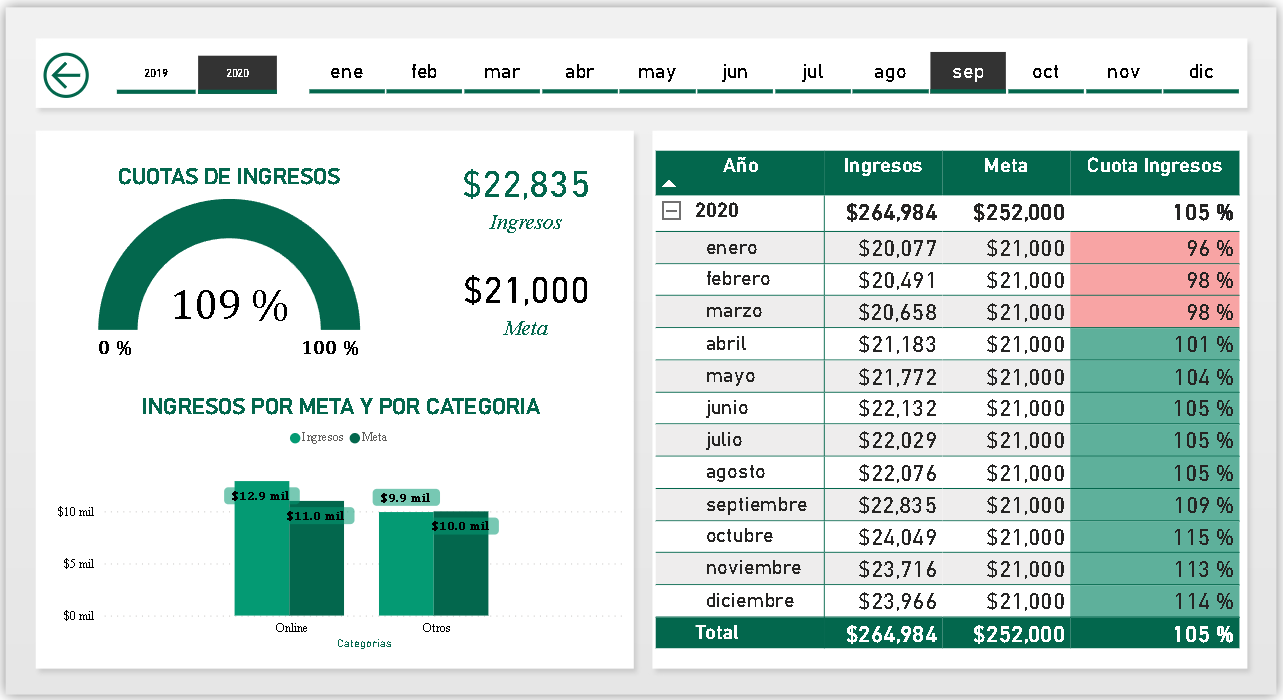 2019 2020 ene feb mar abr may jun jul ago sep oct nov dic
CUOTAS DE INGRESOS
109 %
0 % 100 %
$22,835
Ingresos
$21,000
Meta
INGRESOS POR META Y POR CATEGORIA
Ingresos Meta
$12.9 mil $11.0 mil $9.9 mil $10.0 mil
$10 mil
$5 mil
$0 mil
Online Otros
Categorias
Año Ingresos Meta Cuota Ingresos
2020 $264,984 $252,000 105 %
enero $20,077 $21,000 96 %
febrero $20,491 $21,000 98 %
marzo $20,658 $21,000 98 %
abril $21,183 $21,000 101 %
mayo $21,772 $21,000 104 %
junio $22,132 $21,000 105 %
julio $22,029 $21,000 105 %
agosto $22,076 $21,000 105 %
septiembre $22,835 $21,000 109 %
octubre $24,049 $21,000 115 %
noviembre $23,716 $21,000 113 %
diciembre $23,966 $21,000 114 %
Total $264,984 $252,000 105 %